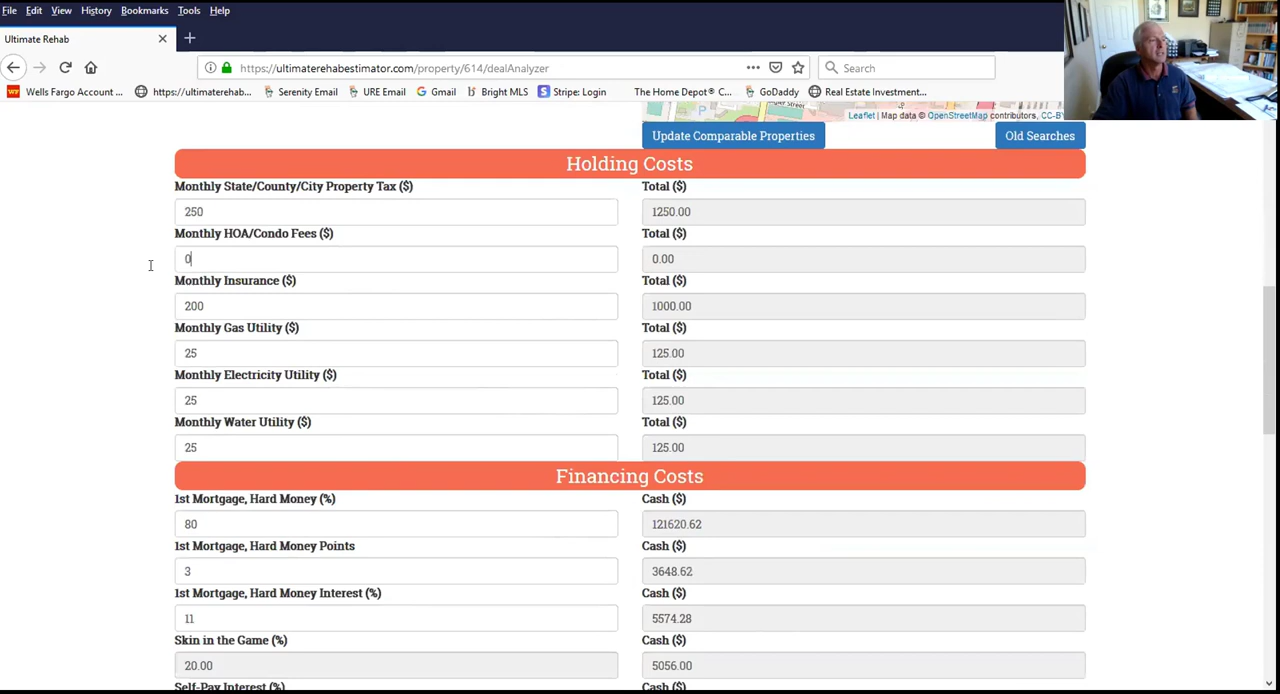 File Edit View History Bookmarks Tools Help
Ultimate Rehab
https://ultimaterehabestimator.com/property/614/dealAnalyzer
Search
Wells Fargo Account ... https://ultimaterehab... Serenity Email URE Email Gmail Bright MLS Stripe: Login The Home Depot® C... GoDaddy Real Estate Investment...
Leaflet | Map data © OpenStreetMap contributors, CC-BY
Update Comparable Properties Old Searches
Holding Costs
Monthly State/County/City Property Tax ($) Total ($)
250 1250.00
Monthly HOA/Condo Fees ($) Total ($)
0 0.00
Monthly Insurance ($) Total ($)
200 1000.00
Monthly Gas Utility ($) Total ($)
25 125.00
Monthly Electricity Utility ($) Total ($)
25 125.00
Monthly Water Utility ($) Total ($)
25 125.00
Financing Costs
1st Mortgage, Hard Money (%) Cash ($)
80 121620.62
1st Mortgage, Hard Money Points Cash ($)
3 3648.62
1st Mortgage, Hard Money Interest (%) Cash ($)
11 5574.28
Skin in the Game (%) Cash ($)
20.00 5056.00
Self-Pay Interest (%) Cash ($)